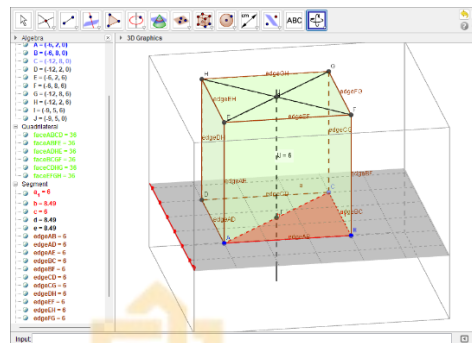 ABC
Algebra
3D Graphics
A = (-6, 2, 0)
B = (-6, 8, 0)
C = (-12, 8, 0)
D = (-12, 2, 0)
E = (-6, 2, 6)
F = (-6, 8, 6)
G = (-12, 8, 6)
H = (-12, 2, 6)
I = (-9, 5, 6)
J = (-9, 5, 0)
Quadrilateral
faceABCD = 36
faceADHE = 36
faceBCGF = 36
faceCDHG = 36
faceEFGH = 36
Segment
b = 8.49
c = 6
d = 8.49
e = 8.49
edgeAB = 6
edgeAD = 6
edgeAE = 6
edgeBC = 6
edgeBF = 6
edgeCD = 6
edgeCG = 6
edgeDH = 6
edgeEF = 6
edgeEH = 6
edgeFG = 6
H
edgeGH
G
edgeEH
edgeFG
E
edgeEF
F
edgeDH
edgeCG
IJ = 6
edgeAE
edgeBF
D
C
edgeAD
edgeBC
A
edgeAB
B
Input: